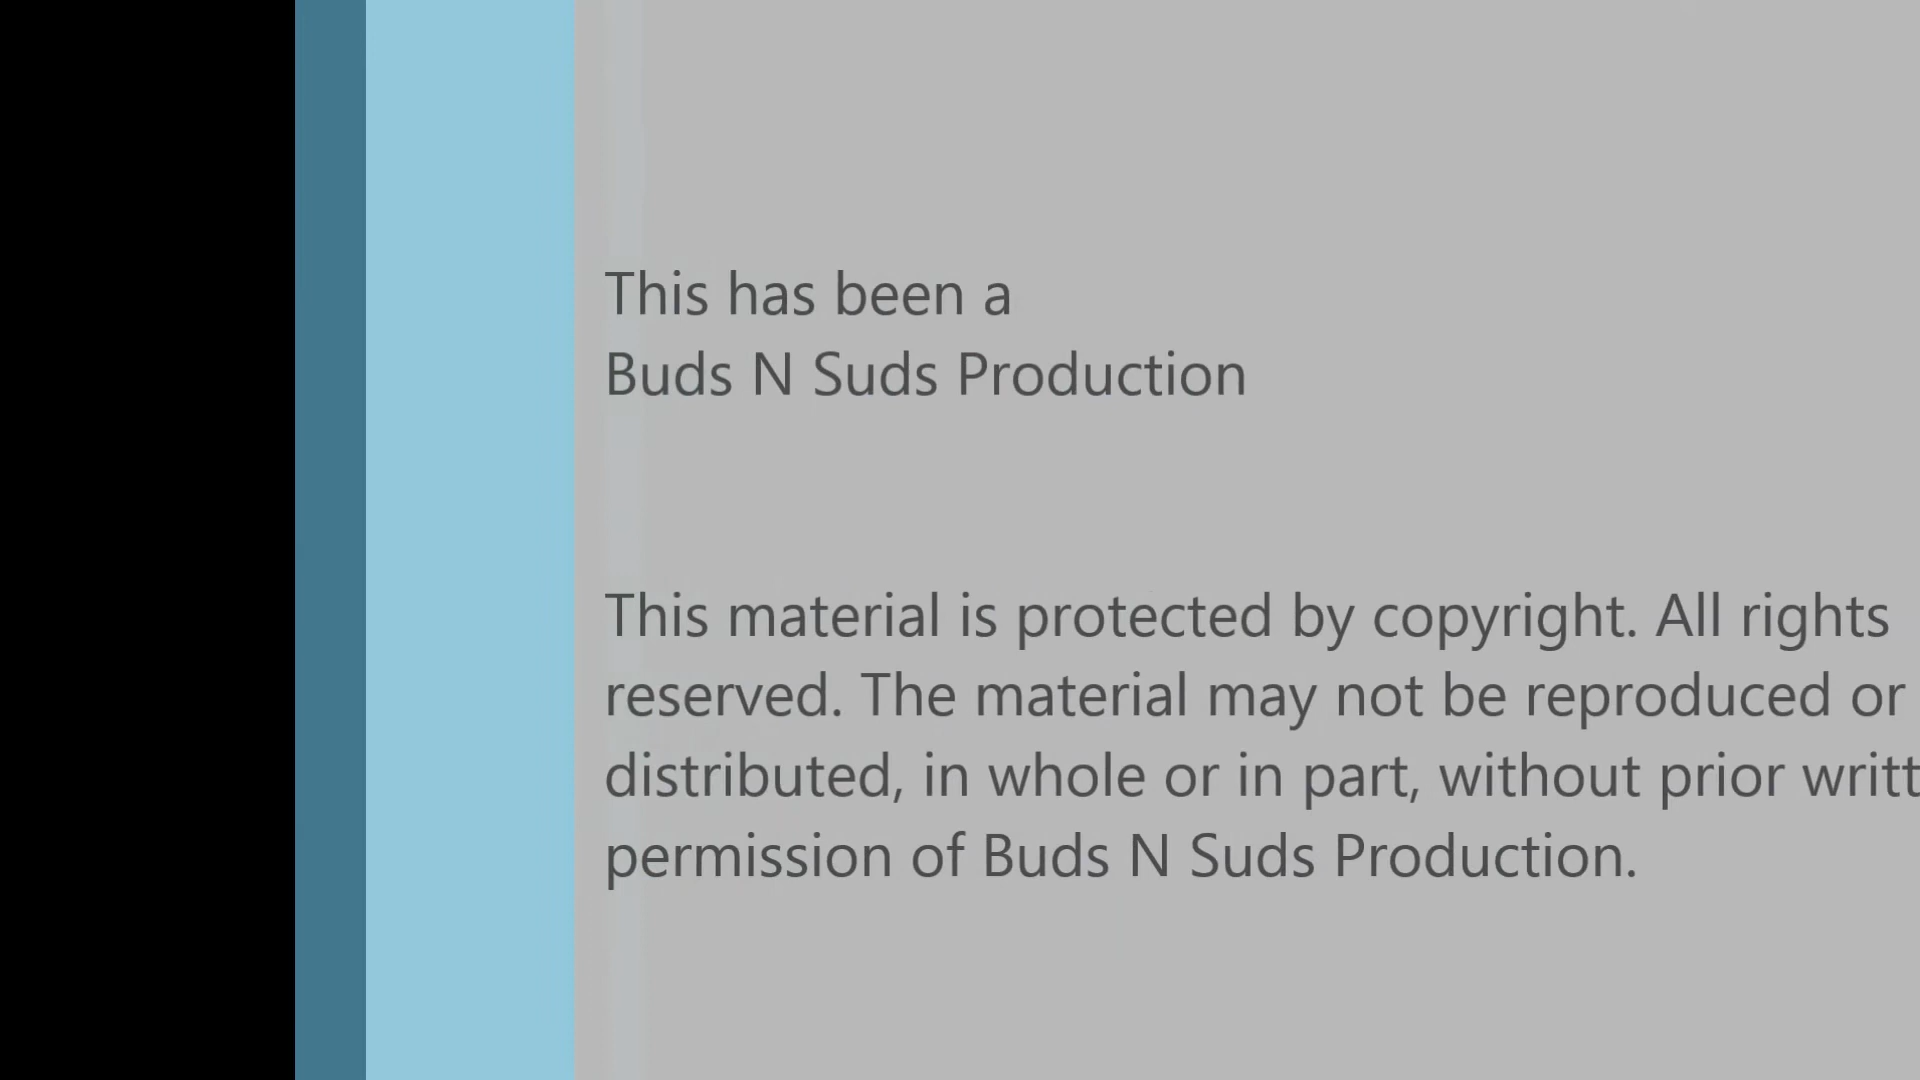 This has been a
Buds N Suds Production
This material is protected by copyright. All rights
reserved. The material may not be reproduced or
distributed, in whole or in part, without prior writt
permission of Buds N Suds Production.